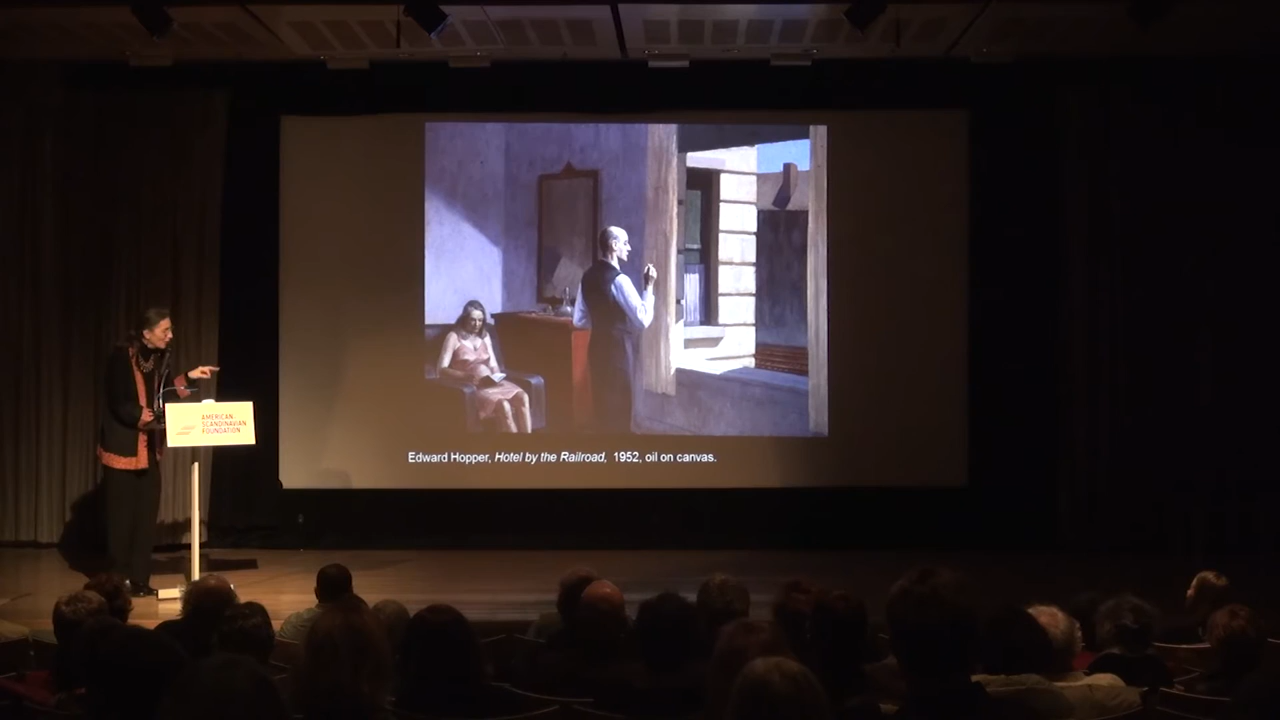 AMERICAN-
SCANDINAVIAN
FOUNDATION
Edward Hopper, Hotel by the Railroad, 1952, oil on canvas.